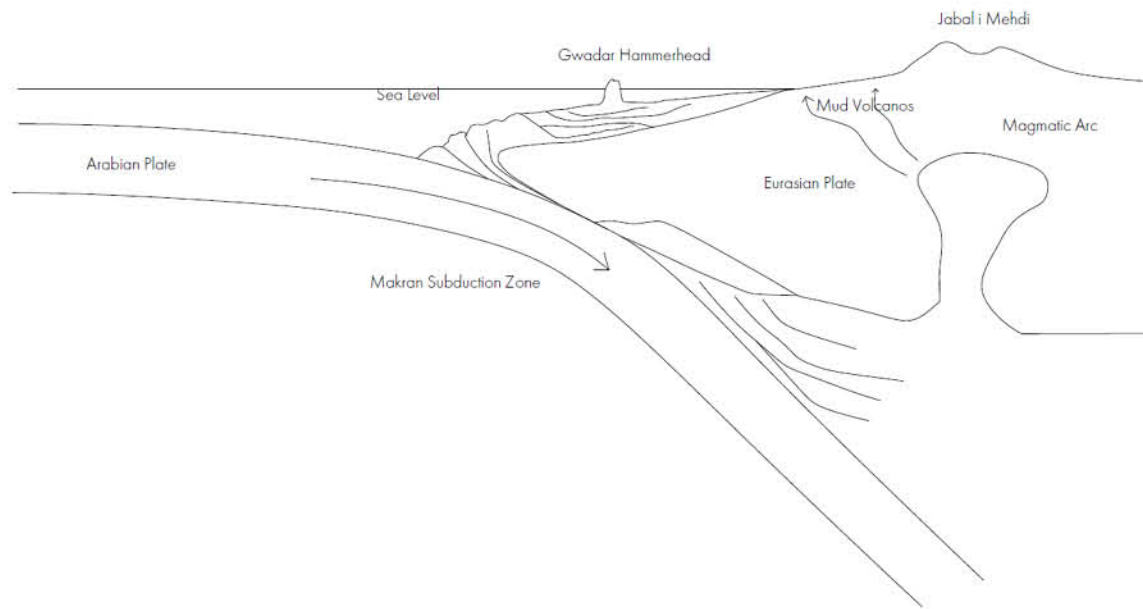 Jabal i Mehdi
Gwadar Hammerhead
Sea Level
Mud Volcanos
Magmatic Arc
Arabian Plate
Eurasian Plate
Makran Subduction Zone